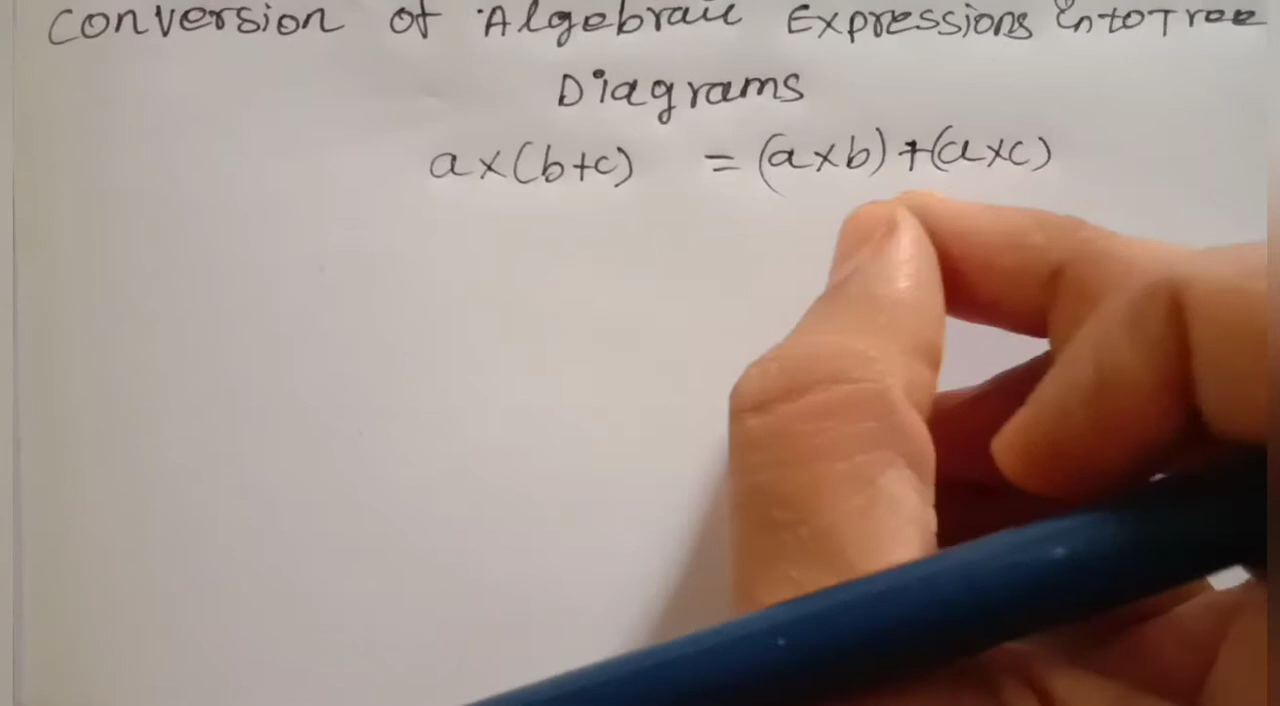 Conversion of Algebraic Expressions into Tree
Diagrams
a×(b+c) =(a×b)+(a×c)